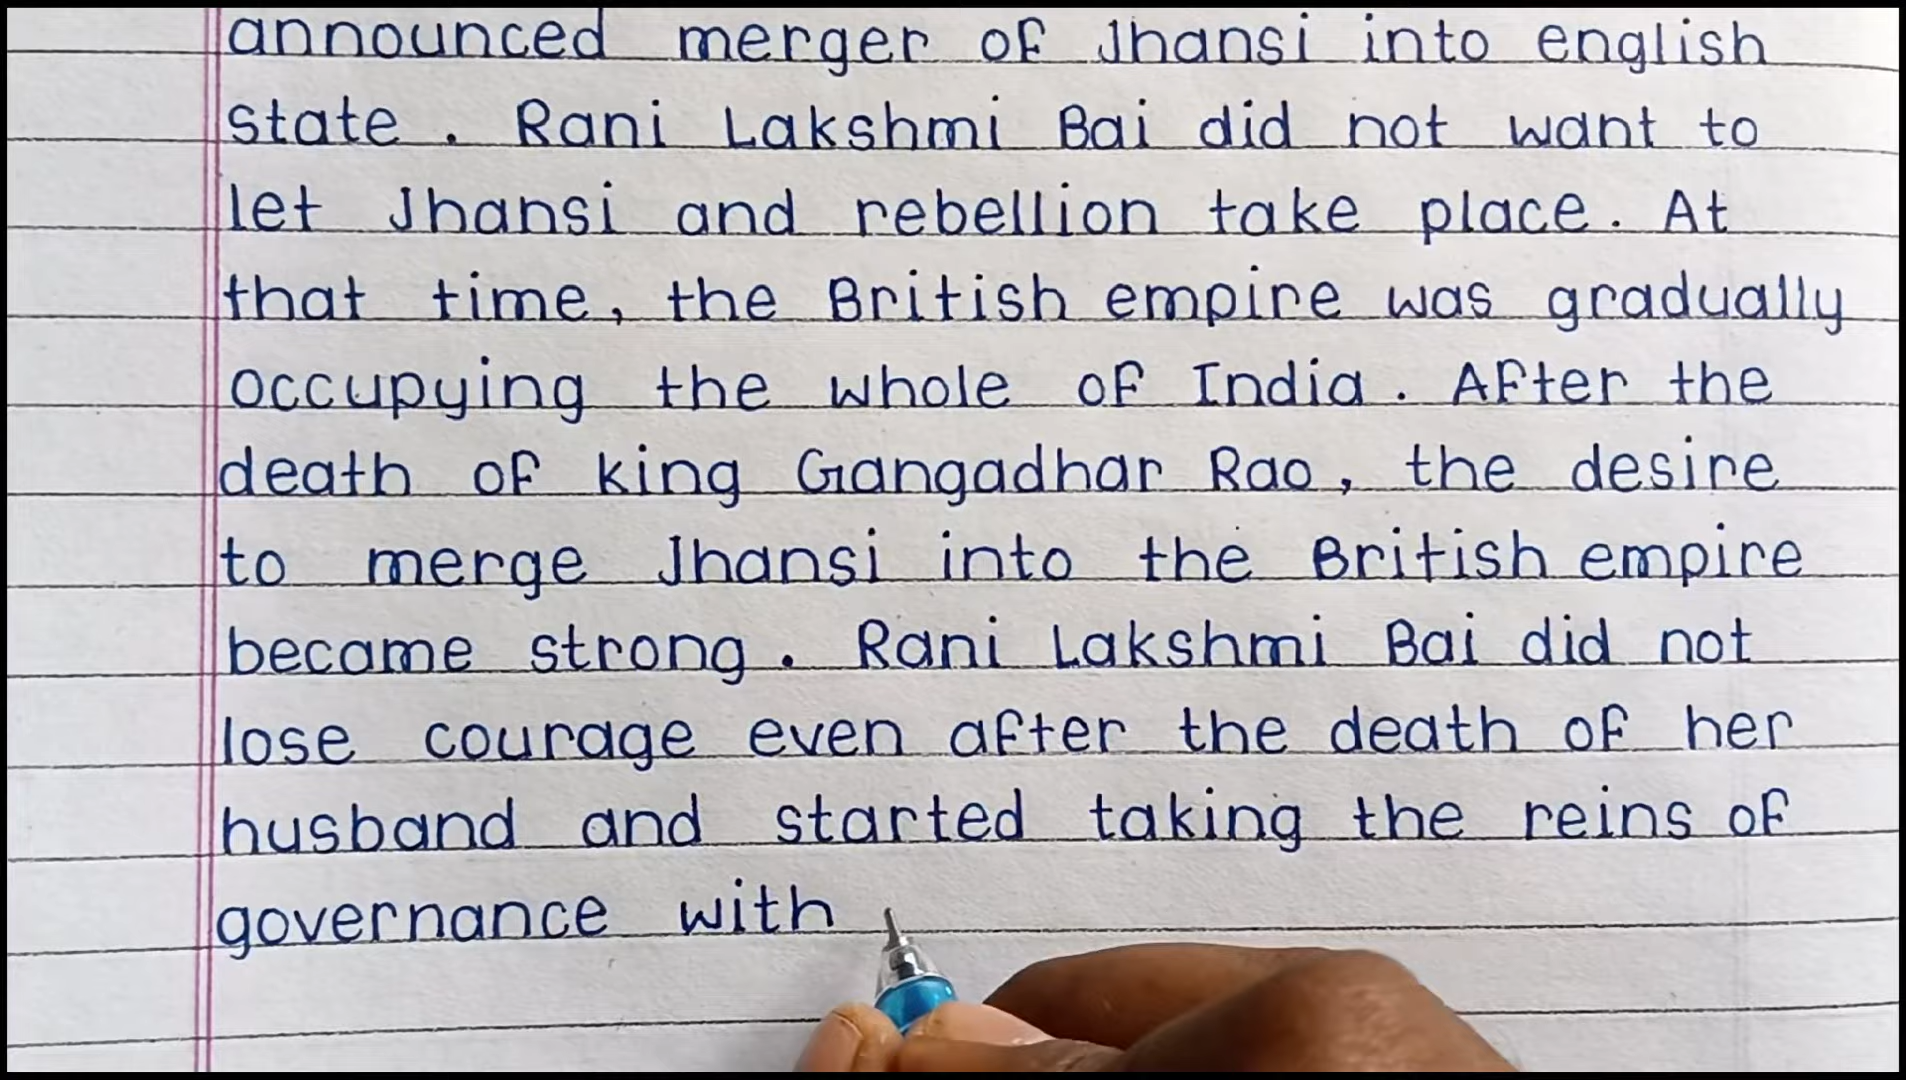 announced merger of Jhansi into english
state. Rani Lakshmi Bai did not want to
let Jhansi and rebellion take place. At
that time, the British empire was gradually
occupying the whole of India. After the
death of king Gangadhar Rao, the desire
to merge Jhansi into the British empire
became strong. Rani Lakshmi Bai did not
lose courage even after the death of her
husband and started taking the reins of
governance with